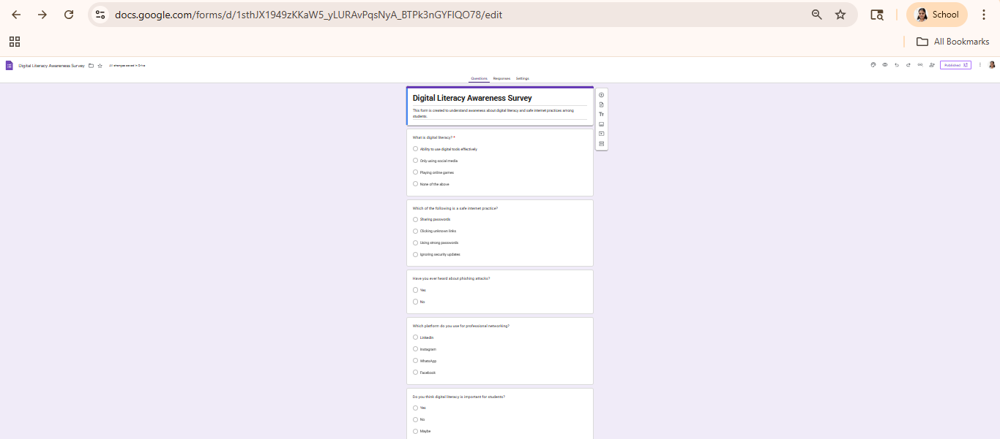 docs.google.com/forms/d/1sthJX1949zKKaW5_yLURAvPqsNyA_BTPk3nGYFIQO78/edit
School
All Bookmarks
Digital Literacy Awareness Survey
All changes saved in Drive
Published
Questions Responses Settings
Digital Literacy Awareness Survey
This form is created to understand awareness about digital literacy and safe internet practices among
students.
What is digital literacy? *
Ability to use digital tools effectively
Only using social media
Playing online games
None of the above
Which of the following is a safe internet practice?
Sharing passwords
Clicking unknown links
Using strong passwords
Ignoring security updates
Have you ever heard about phishing attacks?
Yes
No
Which platform do you use for professional networking?
LinkedIn
Instagram
WhatsApp
Facebook
Do you think digital literacy is important for students?
Yes
No
Maybe